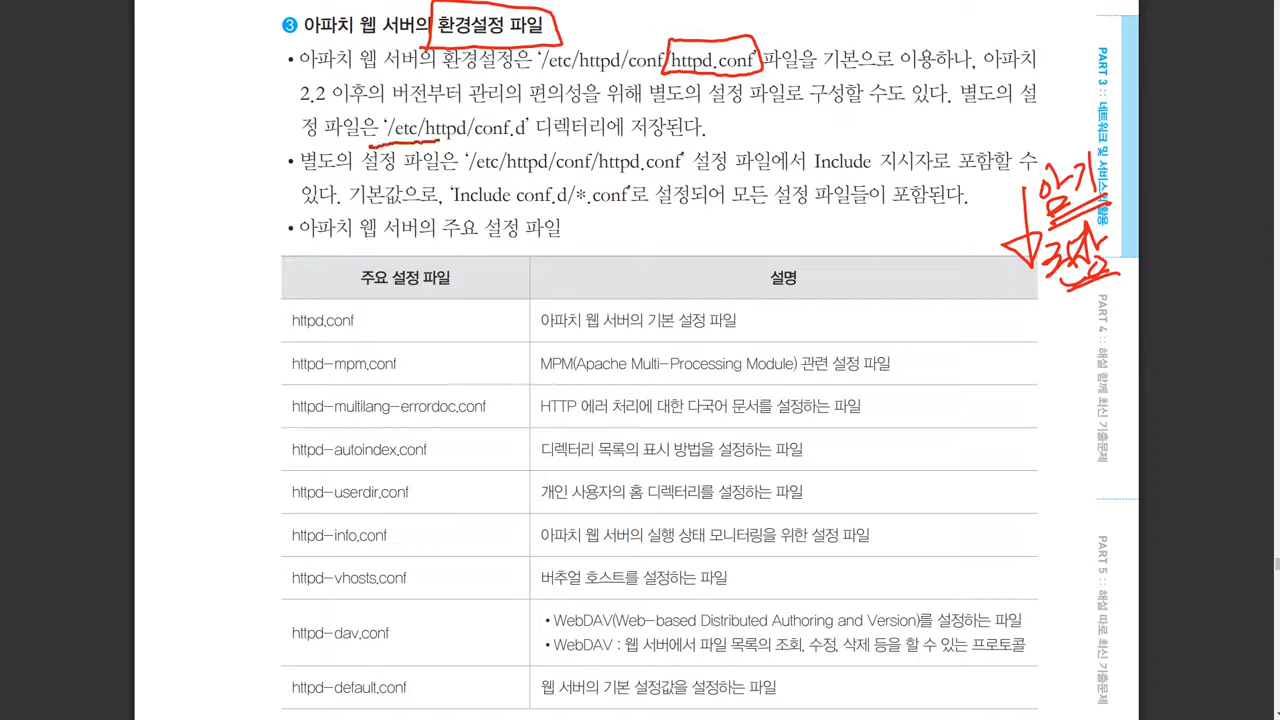 ❸ 아파치 웹 서버의 환경설정 파일
• 아파치 웹 서버의 환경설정은 '/etc/httpd/conf/httpd.conf' 파일을 기본으로 이용하나, 아파치
2.2 이후의 버전부터 관리의 편의성을 위해 별도의 설정 파일로 구성할 수도 있다. 별도의 설
정 파일은 '/etc/httpd/conf.d' 디렉터리에 저장된다.
• 별도의 설정 파일은 '/etc/httpd/conf/httpd.conf' 설정 파일에서 Include 지시자로 포함할 수
있다. 기본으로, 'Include conf.d/*.conf'로 설정되어 모든 설정 파일들이 포함된다.
• 아파치 웹 서버의 주요 설정 파일
주요 설정 파일 설명
httpd.conf 아파치 웹 서버의 기본 설정 파일
httpd-mpm.conf MPM(Apache Multi-Processing Module) 관련 설정 파일
httpd-multilang-errordoc.conf HTTP 에러 처리에 대한 다국어 문서를 설정하는 파일
httpd-autoindex.conf 디렉터리 목록의 표시 방법을 설정하는 파일
httpd-userdir.conf 개인 사용자의 홈 디렉터리를 설정하는 파일
httpd-info.conf 아파치 웹 서버의 실행 상태 모니터링을 위한 설정 파일
httpd-vhosts.conf 버추얼 호스트를 설정하는 파일
httpd-dav.conf • WebDAV(Web-based Distributed Authoring and Version)를 설정하는 파일
• WebDAV : 웹 서버에서 파일 목록의 조회, 수정, 삭제 등을 할 수 있는 프로토콜
httpd-default.conf 웹 서버의 기본 설정값을 설정하는 파일
PART 3 :: 네트워크 및 서비스의 활용
암기
PART 4 :: 해설 함께 최신 기출문제
PART 5 :: 해설 따로 최신 기출문제